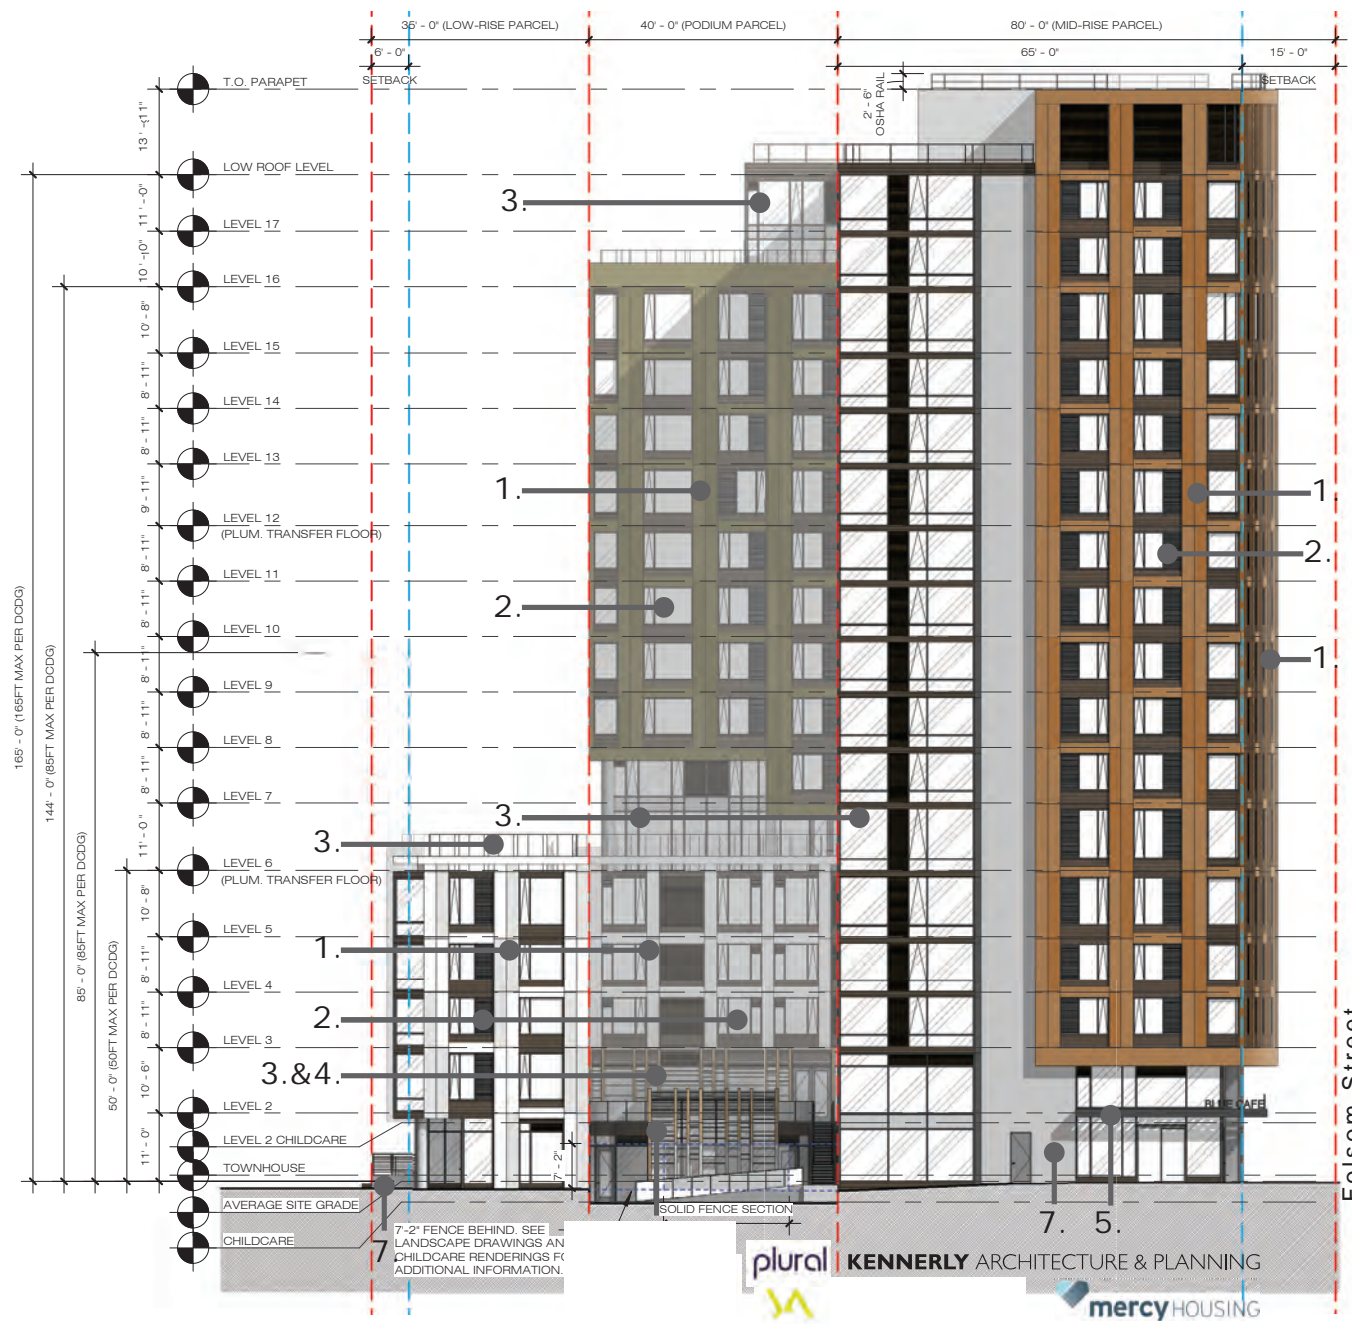 35' - 0" (LOW-RISE PARCEL)
40' - 0" (PODIUM PARCEL)
80' - 0" (MID-RISE PARCEL)
6' - 0"
65' - 0"
15' - 0"
SETBACK
SETBACK
2' - 6"
OSHA RAIL
T.O. PARAPET
13' - 11"
LOW ROOF LEVEL
11' - 0"
3.
LEVEL 17
10' - 0"
LEVEL 16
10' - 8"
LEVEL 15
8' - 11"
LEVEL 14
8' - 11"
LEVEL 13
9' - 11"
1.
1.
LEVEL 12
(PLUM. TRANSFER FLOOR)
8' - 11"
2.
LEVEL 11
8' - 11"
2.
LEVEL 10
8' - 11"
1.
LEVEL 9
8' - 11"
LEVEL 8
8' - 11"
LEVEL 7
11' - 0"
3.
3.
LEVEL 6
(PLUM. TRANSFER FLOOR)
10' - 8"
LEVEL 5
8' - 11"
1.
LEVEL 4
8' - 11"
2.
LEVEL 3
10' - 6"
3.&4.
LEVEL 2
11' - 0"
LEVEL 2 CHILDCARE
TOWNHOUSE
AVERAGE SITE GRADE
CHILDCARE
165' - 0" (165FT MAX PER DCDG)
144' - 0" (85FT MAX PER DCDG)
85' - 0" (85FT MAX PER DCDG)
50' - 0" (50FT MAX PER DCDG)
BLUE CAFE
7' - 2"
SOLID FENCE SECTION
7.
7.
5.
7'-2" FENCE BEHIND. SEE
LANDSCAPE DRAWINGS AN
CHILDCARE RENDERINGS FO
ADDITIONAL INFORMATION.
Folsom Street
plural
KENNERLY ARCHITECTURE & PLANNING
mercy HOUSING